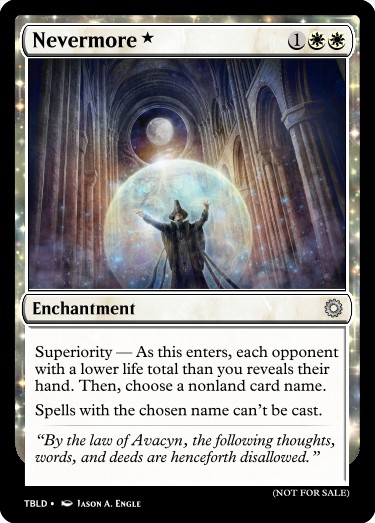 Nevermore ★
1
Enchantment
Superiority — As this enters, each opponent
with a lower life total than you reveals their
hand. Then, choose a nonland card name.
Spells with the chosen name can't be cast.
“By the law of Avacyn, the following thoughts,
words, and deeds are henceforth disallowed.”
(NOT FOR SALE)
TBLD • Jason A. Engle